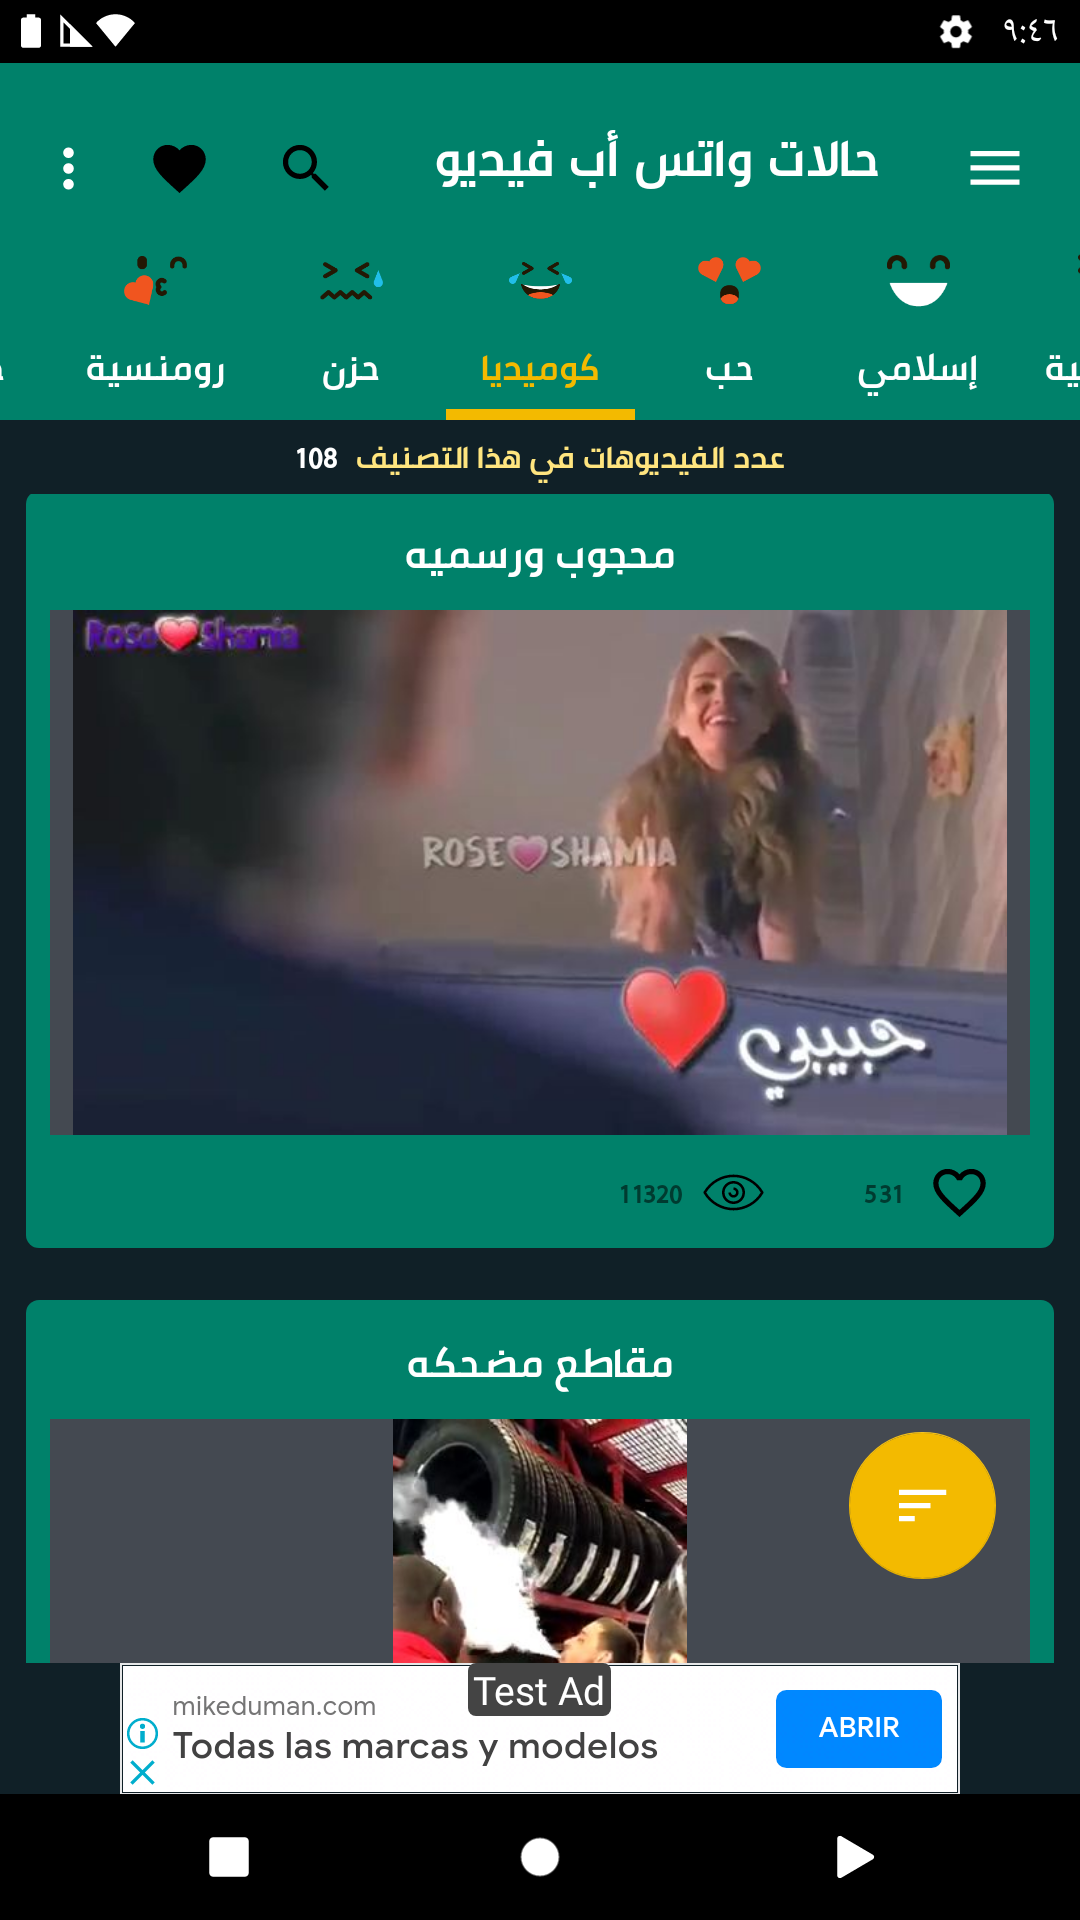 ٩:٤٦
حالات واتس أب فيديو
إسلامي
حب
كوميديا
حزن
رومنسية
عدد الفيديوهات في هذا التصنيف 108
محجوب ورسميه
Rose Shamia
ROSE SHAMIA
حبيبي
531
11320
مقاطع مضحكه
Test Ad
mikeduman.com
Todas las marcas y modelos
ABRIR